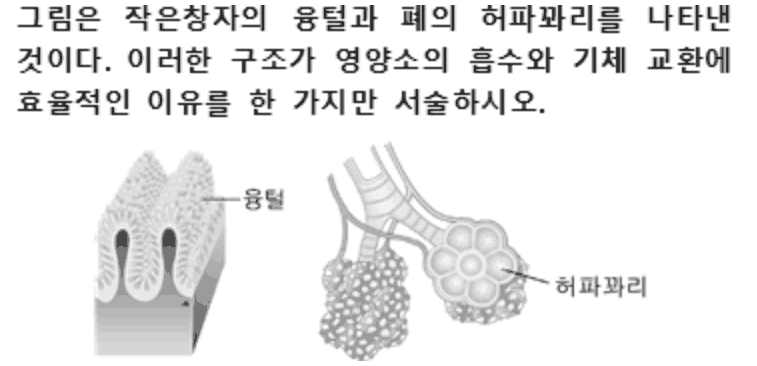 그림은 작은창자의 융털과 폐의 허파꽈리를 나타낸
것이다. 이러한 구조가 영양소의 흡수와 기체 교환에
효율적인 이유를 한 가지만 서술하시오.
융털
허파꽈리